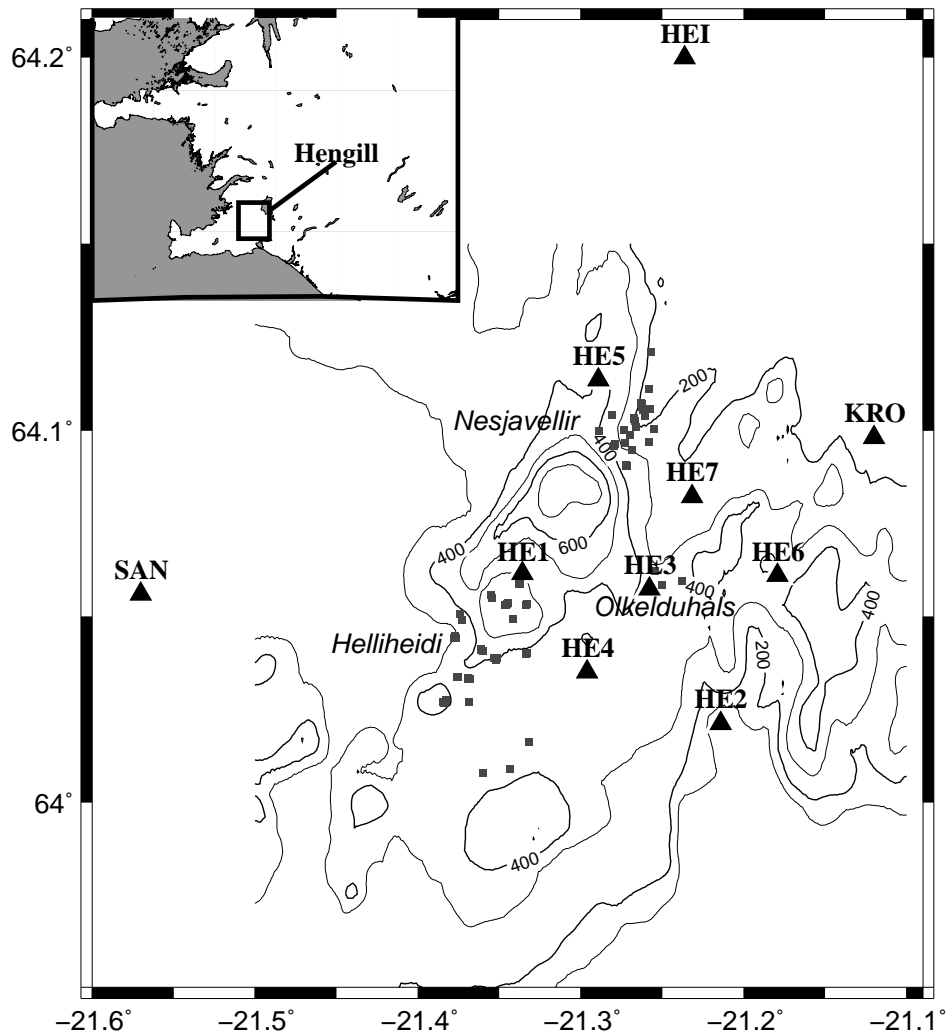 HEI
64.2°
Hengill
HE5
200
Nesjavellir
KRO
64.1°
400
HE7
400
600
HE1
HE3
HE6
SAN
400
400
Olkelduhals
Helliheidi
HE4
200
HE2
64°
400
−21.6°
−21.5°
−21.4°
−21.3°
−21.2°
−21.1°